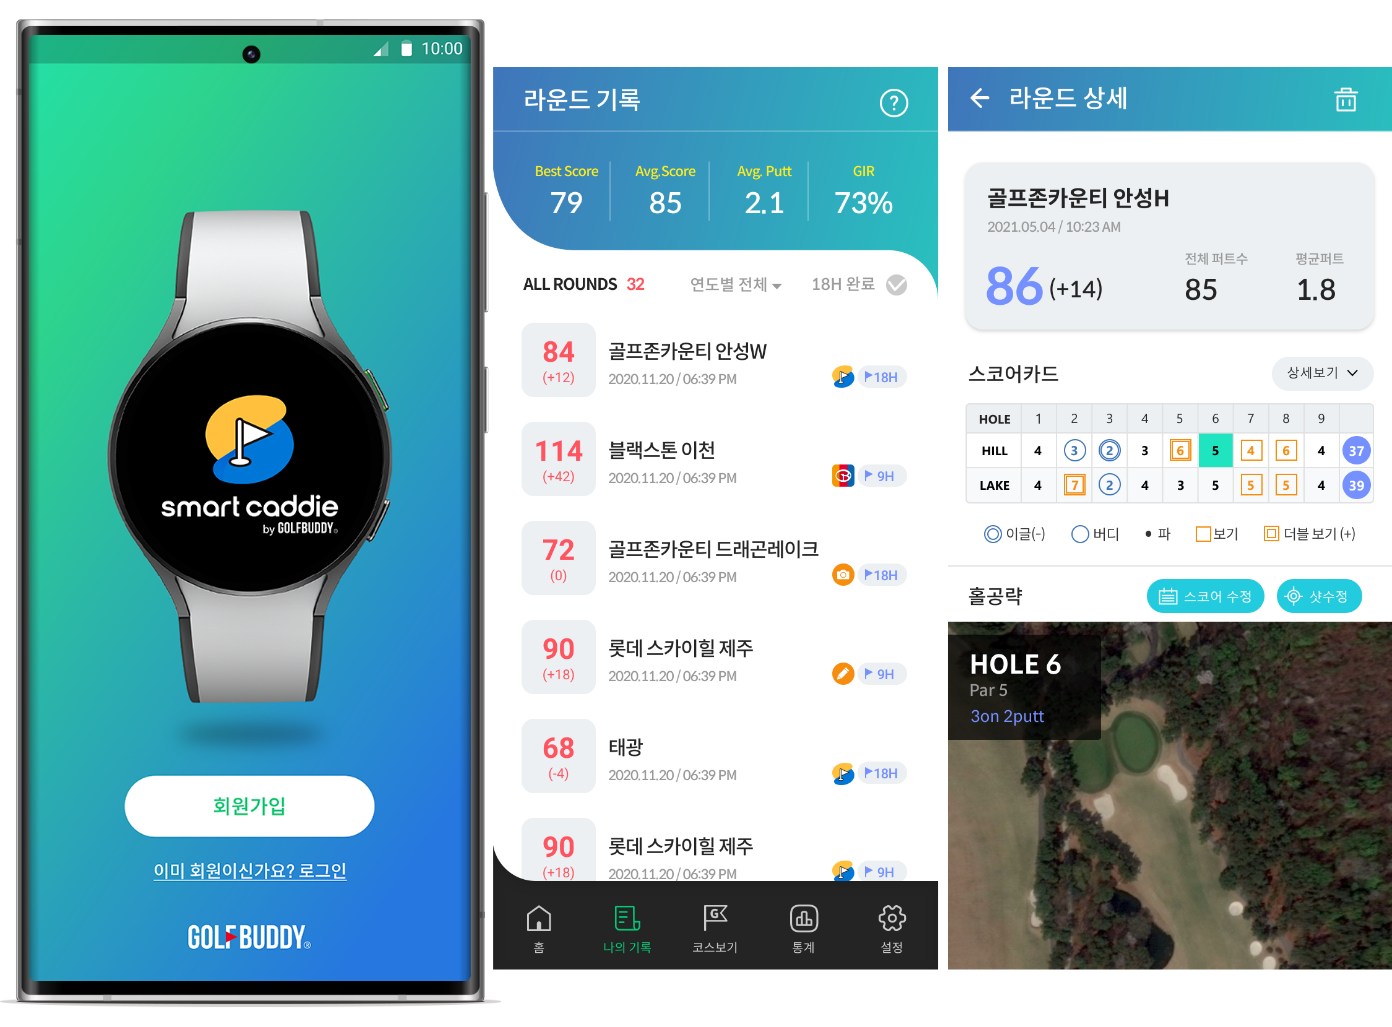 10:00
smart caddie
by GOLFBUDDY®
회원가입
이미 회원이신가요? 로그인
GOLFBUDDY®
라운드 기록
?
Best Score Avg.Score Avg. Putt GIR
79 85 2.1 73%
ALL ROUNDS 32 연도별 전체 18H 완료
84 골프존카운티 안성W
(+12) 2020.11.20 / 06:39 PM 18H
114 블랙스톤 이천
(+42) 2020.11.20 / 06:39 PM 9H
72 골프존카운티 드래곤레이크
(0) 2020.11.20 / 06:39 PM 18H
90 롯데 스카이힐 제주
(+18) 2020.11.20 / 06:39 PM 9H
68 태광
(-4) 2020.11.20 / 06:39 PM 18H
90 롯데 스카이힐 제주
(+18) 2020.11.20 / 06:39 PM 9H
홈 나의 기록 코스보기 통계 설정
라운드 상세
골프존카운티 안성H
2021.05.04 / 10:23 AM
전체 퍼트수 평균퍼트
86 (+14) 85 1.8
스코어카드 상세보기
HOLE 1 2 3 4 5 6 7 8 9
HILL 4 3 2 3 6 5 4 6 4 37
LAKE 4 7 2 4 3 5 5 5 4 39
이글(-) 버디 파 보기 더블 보기 (+)
홀공략 스코어 수정 샷수정
HOLE 6
Par 5
3on 2putt